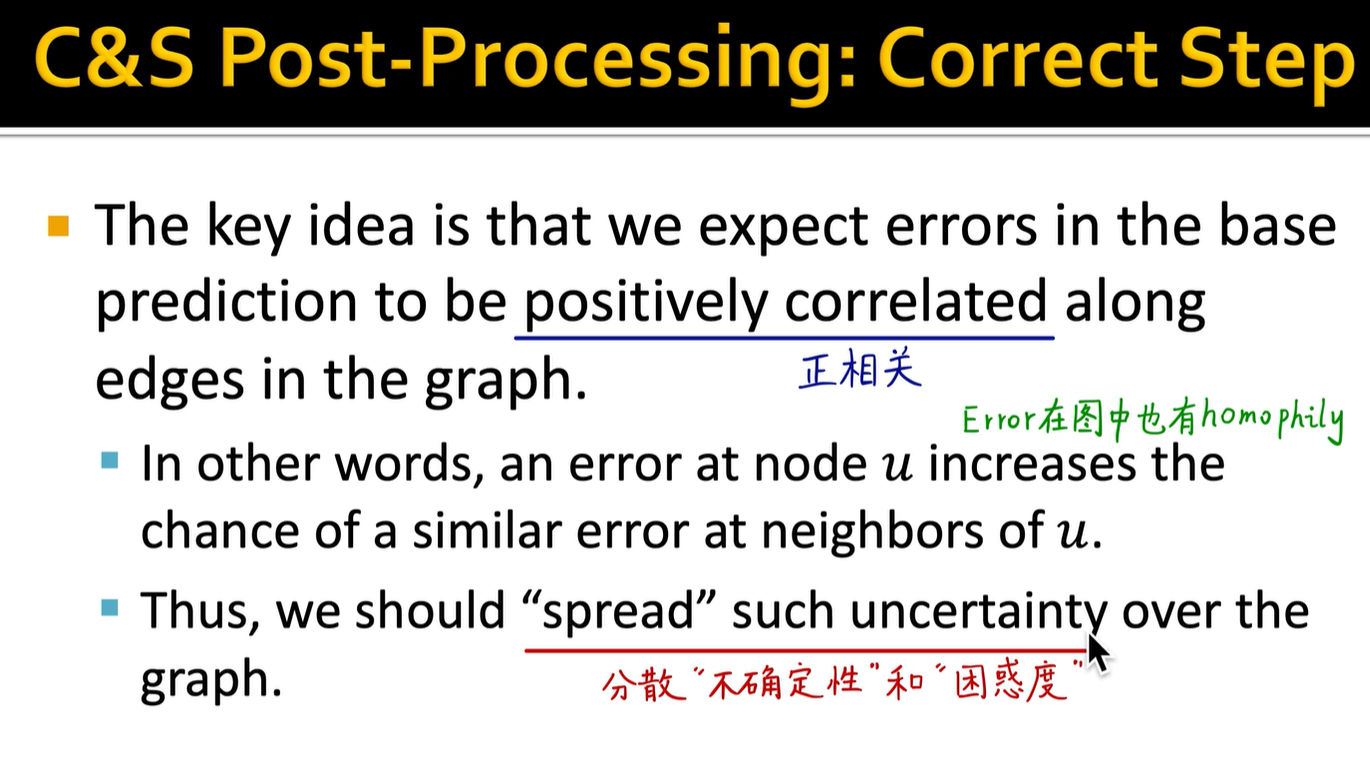 C&S Post-Processing: Correct Step
The key idea is that we expect errors in the base
prediction to be positively correlated along
正相关
edges in the graph.
Error在图中也有homophily
In other words, an error at node u increases the
chance of a similar error at neighbors of u.
Thus, we should “spread” such uncertainty over the
分散“不确定性”和“困惑度”
graph.